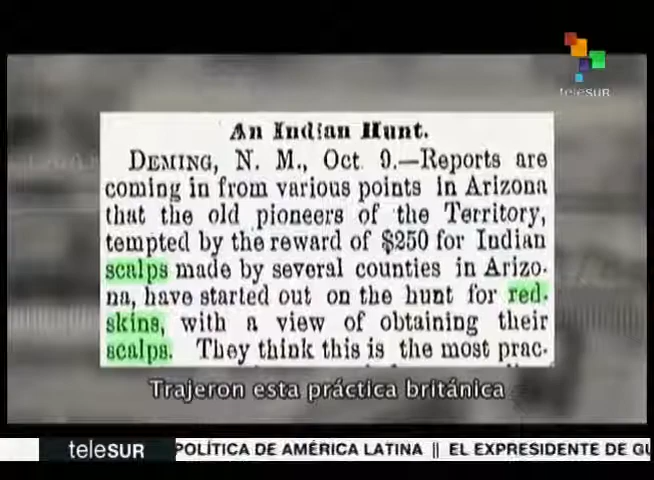 telesUR
An Indian Hunt.
DEMING, N. M., Oct 9.—Reports are
coming in from various points in Arizona
that the old pioneers of the Territory,
tempted by the reward of $250 for Indian
scalps made by several counties in Arizo-
na, have started out on the hunt for red-
skins, with a view of obtaining their
scalps. They think this is the most prac-
Trajeron esta práctica británica
telesUR POLÍTICA DE AMÉRICA LATINA || EL EXPRESIDENTE DE GU